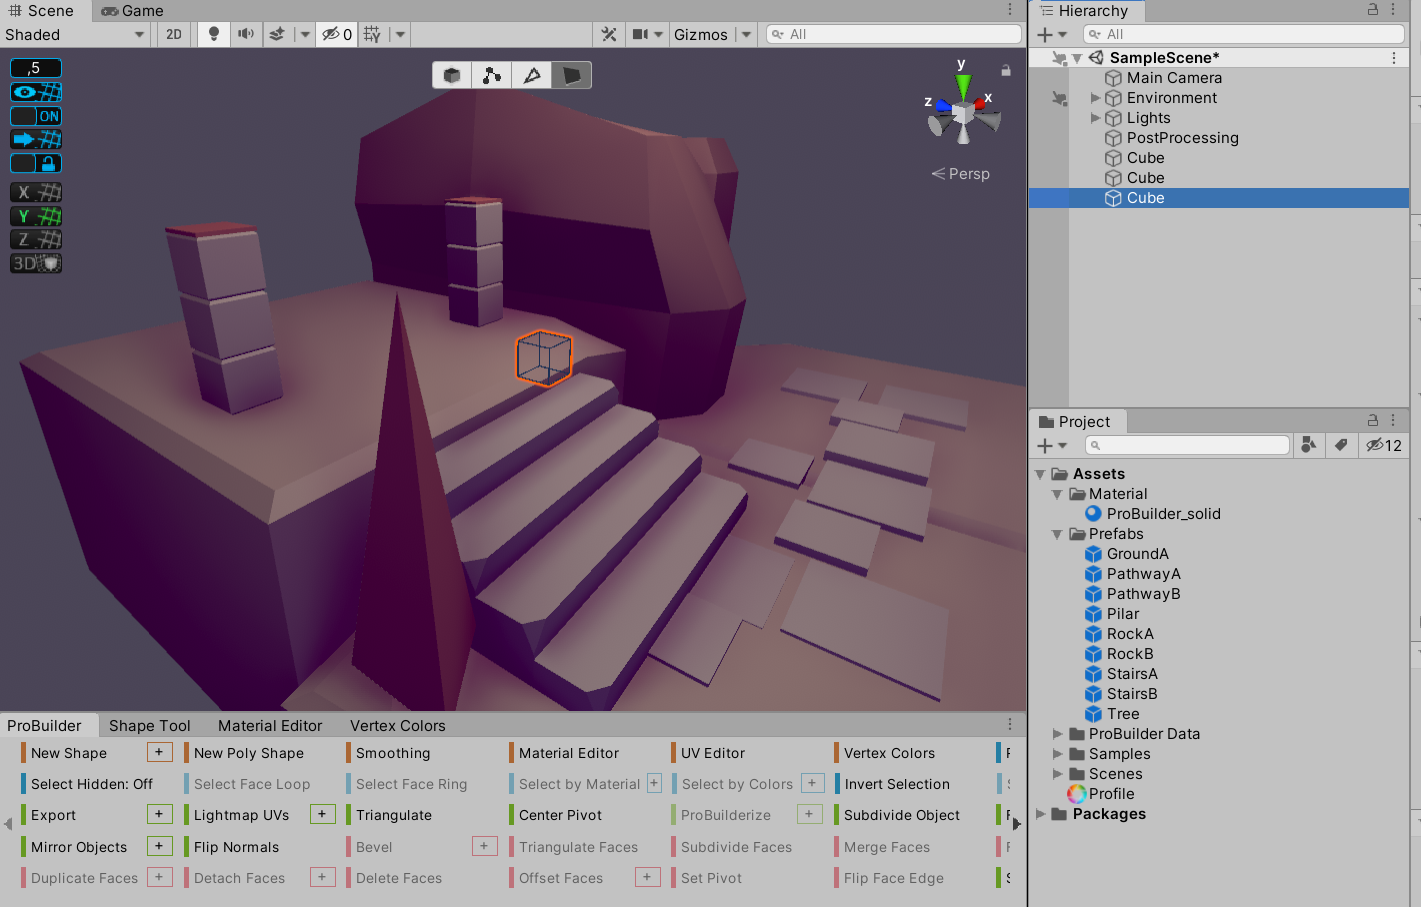 Scene
Game
Shaded
2D
0
Gizmos
All
,5
ON
X
Y
Z
3D
y
z
x
Persp
ProBuilder
Shape Tool
Material Editor
Vertex Colors
New Shape
+
New Poly Shape
Smoothing
Material Editor
UV Editor
Vertex Colors
Select Hidden: Off
Select Face Loop
Select Face Ring
Select by Material
+
Select by Colors
+
Invert Selection
Export
+
Lightmap UVs
+
Triangulate
Center Pivot
ProBuilderize
+
Subdivide Object
Mirror Objects
+
Flip Normals
Bevel
+
Triangulate Faces
Subdivide Faces
Merge Faces
Duplicate Faces
+
Detach Faces
+
Delete Faces
Offset Faces
+
Set Pivot
Flip Face Edge
Hierarchy
All
SampleScene*
Main Camera
Environment
Lights
PostProcessing
Cube
Cube
Cube
Project
12
Assets
Material
ProBuilder_solid
Prefabs
GroundA
PathwayA
PathwayB
Pilar
RockA
RockB
StairsA
StairsB
Tree
ProBuilder Data
Samples
Scenes
Profile
Packages